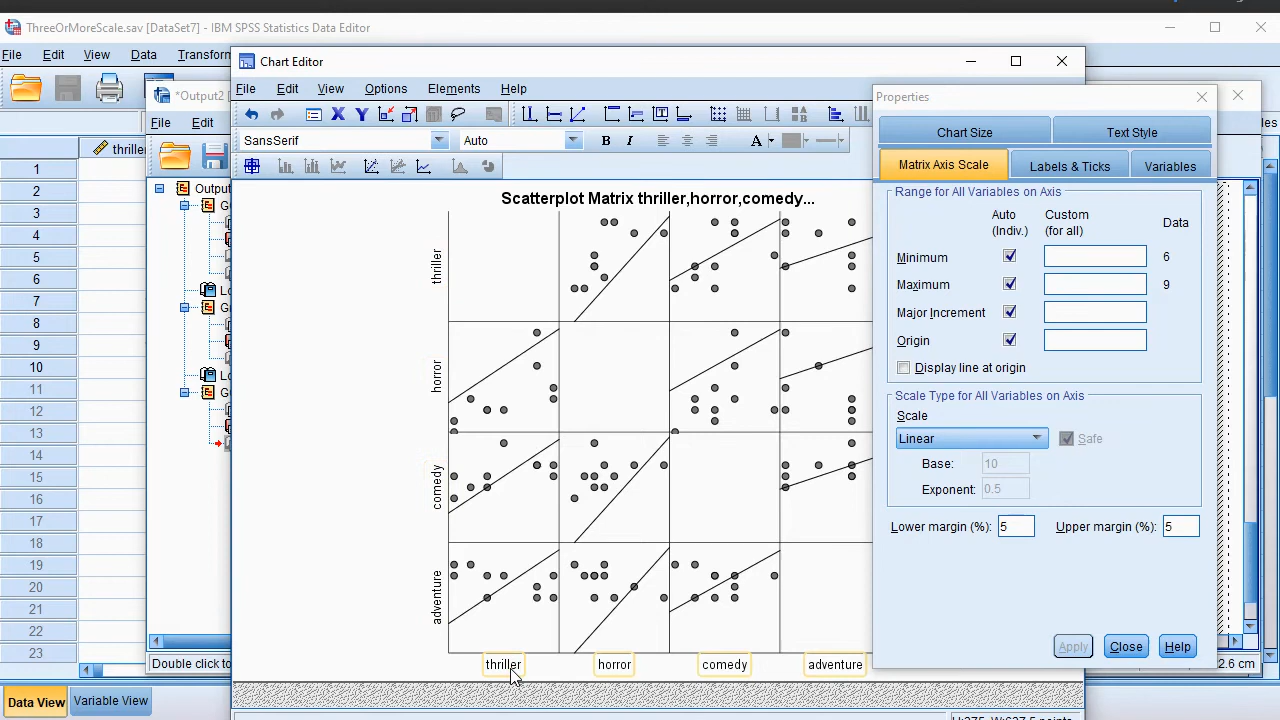 ThreeOrMoreScale.sav [DataSet7] - IBM SPSS Statistics Data Editor
File Edit View Data Transform
*Output2 [
File Edit
thriller
1
2
3
4
5
6
7
8
9
10
11
12
13
14
15
16
17
18
19
20
21
22
23
Output
Double click to
Data View Variable View
Chart Editor
File Edit View Options Elements Help
SansSerif Auto
B I A
Scatterplot Matrix thriller,horror,comedy...
thriller
horror
comedy
adventure
thriller horror comedy adventure
Properties
Chart Size Text Style
Matrix Axis Scale Labels & Ticks Variables
Range for All Variables on Axis
Auto (Indiv.) Custom (for all) Data
Minimum 6
Maximum 9
Major Increment
Origin
Display line at origin
Scale Type for All Variables on Axis
Scale
Linear Safe
Base: 10
Exponent: 0.5
Lower margin (%): 5 Upper margin (%): 5
Apply Close Help
2.6 cm